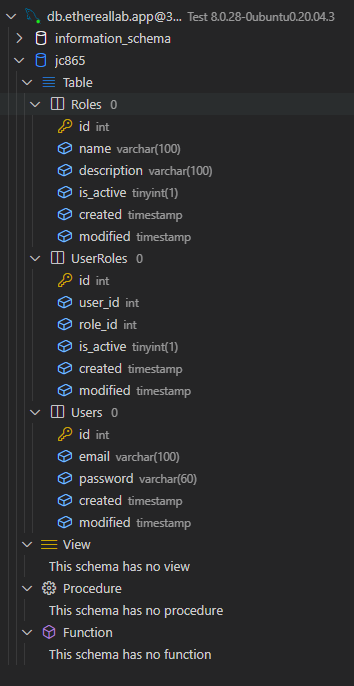 db.ethereallab.app@3... Test 8.0.28-0ubuntu0.20.04.3
information_schema
jc865
Table
Roles 0
id int
name varchar(100)
description varchar(100)
is_active tinyint(1)
created timestamp
modified timestamp
UserRoles 0
id int
user_id int
role_id int
is_active tinyint(1)
created timestamp
modified timestamp
Users 0
id int
email varchar(100)
password varchar(60)
created timestamp
modified timestamp
View
This schema has no view
Procedure
This schema has no procedure
Function
This schema has no function